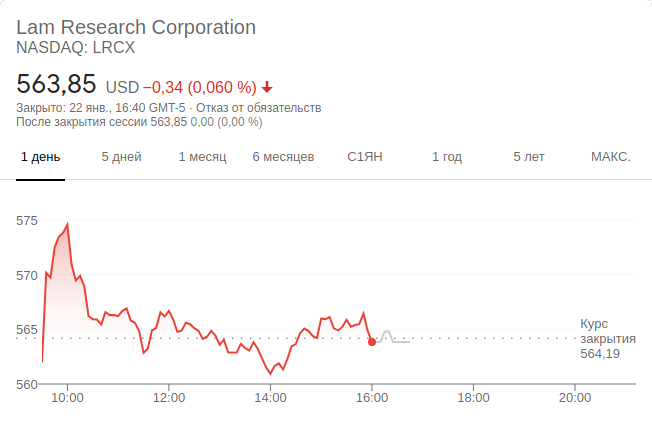 Lam Research Corporation
NASDAQ: LRCX
563,85 USD −0,34 (0,060 %)
Закрыто: 22 янв., 16:40 GMT-5 · Отказ от обязательств
После закрытия сессии 563,85 0,00 (0,00 %)
1 день 5 дней 1 месяц 6 месяцев С1ЯН 1 год 5 лет МАКС.
575
570
565
560
Курс
закрытия
564,19
10:00 12:00 14:00 16:00 18:00 20:00